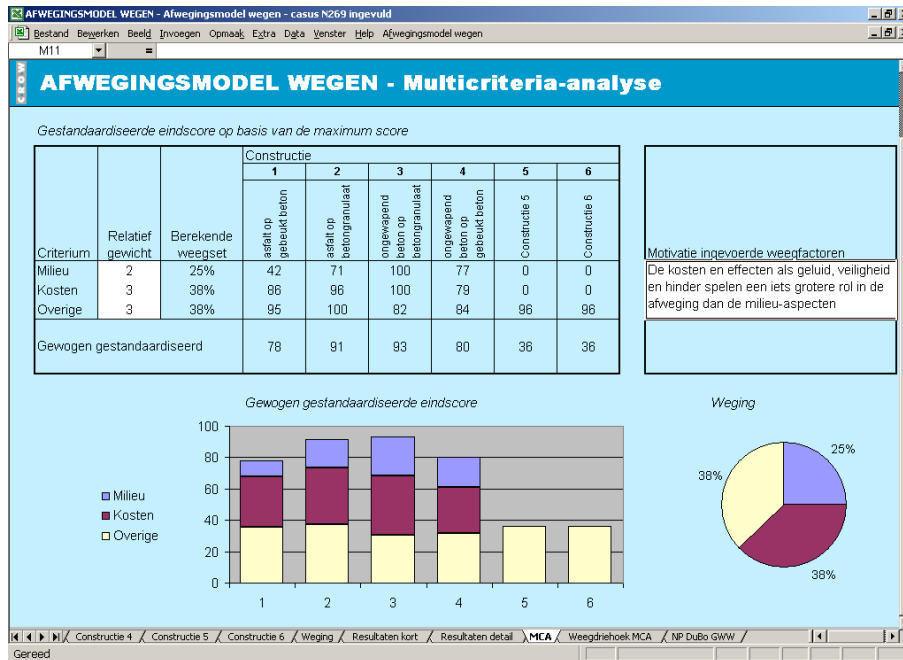 AFWEGINGSMODEL WEGEN - Afwegingsmodel wegen - casus N269 ingevuld
Bestand Bewerken Beeld Invoegen Opmaak Extra Data Venster Help Afwegingsmodel wegen
M11 =
CROW
AFWEGINGSMODEL WEGEN - Multicriteria-analyse
Gestandaardiseerde eindscore op basis van de maximum score
Constructie
1 2 3 4 5 6
Criterium
Relatief gewicht
Berekende weegset
asfalt op gebeukt beton
asfalt op betongranulaat
ongewapend beton op betongranulaat
ongewapend beton op gebeukt beton
Constructie 5
Constructie 6
Milieu 2 25% 42 71 100 77 0 0
Kosten 3 38% 86 96 100 79 0 0
Overige 3 38% 95 100 82 84 96 96
Gewogen gestandaardiseerd 78 91 93 80 36 36
Motivatie ingevoerde weegfactoren
De kosten en effecten als geluid, veiligheid
en hinder spelen een iets grotere rol in de
afweging dan de milieu-aspecten
Gewogen gestandaardiseerde eindscore
100
80
60
40
20
0
1 2 3 4 5 6
Milieu
Kosten
Overige
Weging
25%
38%
38%
Constructie 4 / Constructie 5 / Constructie 6 / Weging / Resultaten kort / Resultaten detail \ MCA / Weegdriehoek MCA / NP DuBo GWW /
Gereed